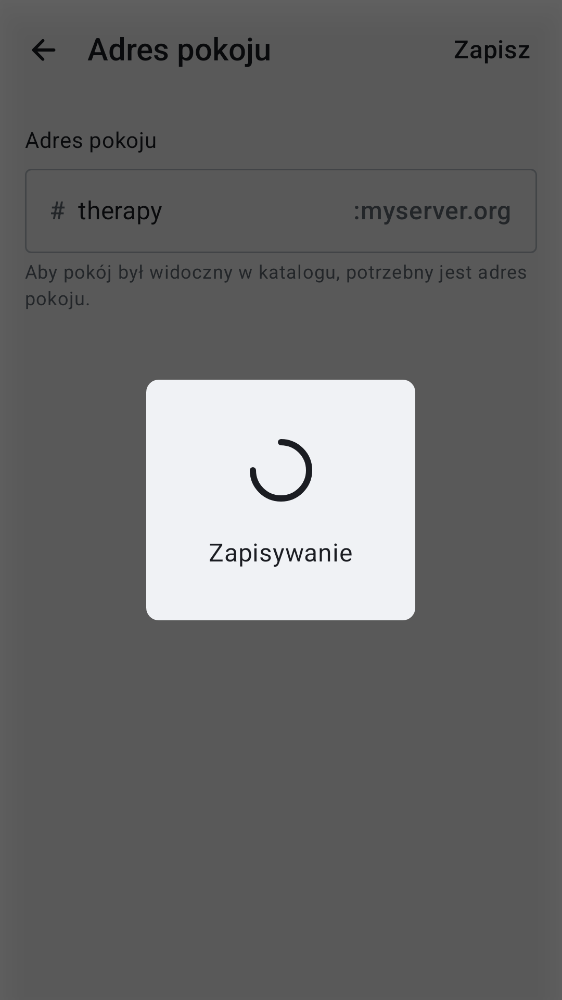 Adres pokoju
Zapisz
Adres pokoju
# therapy :myserver.org
Aby pokój był widoczny w katalogu, potrzebny jest adres
pokoju.
Zapisywanie